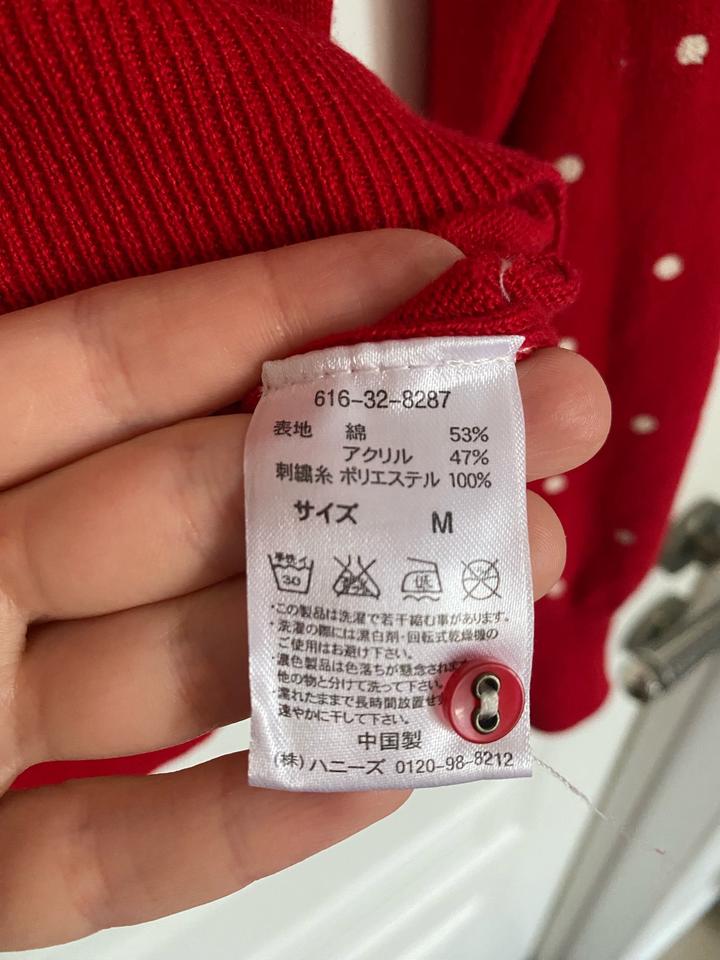 616-32-8287
表地 綿 53%
アクリル 47%
刺繍糸 ポリエステル 100%
サイズ M
手洗イ
30
低
・この製品は洗濯で若干縮む事があります。
・洗濯の際には漂白剤・回転式乾燥機の
ご使用はお避け下さい。
・濃色製品は色落ちが懸念されます
他の物と分けて洗って下さい。
・濡れたままで長時間放置せ
速やかに干して下さい。
中国製
(株)ハニーズ 0120-98-8212